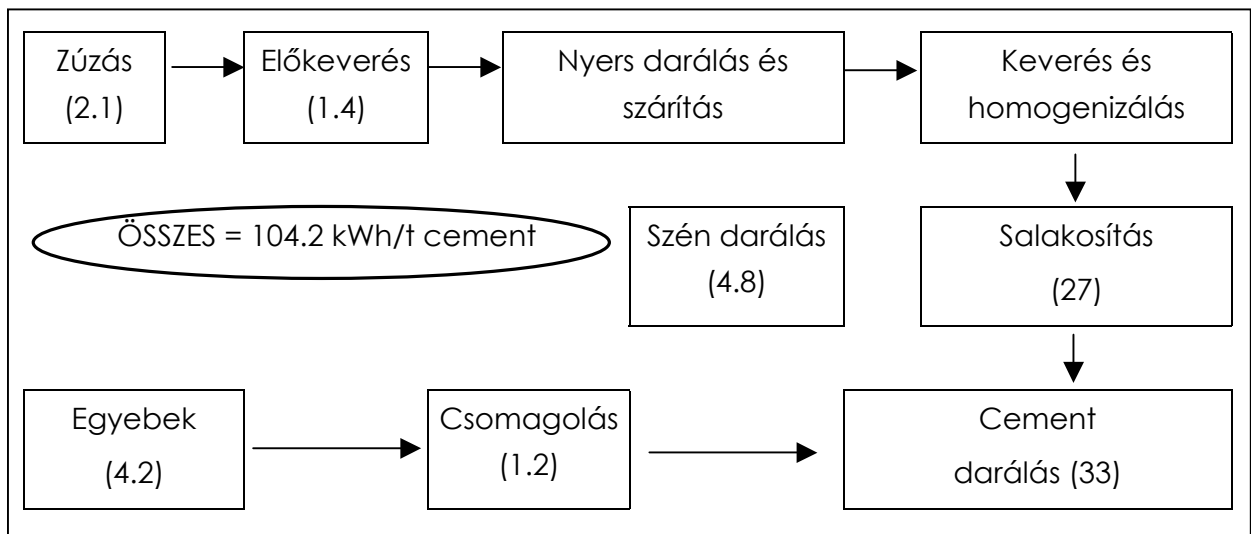 Zúzás
(2.1)
Előkeverés
(1.4)
Nyers darálás és
szárítás
Keverés és
homogenizálás
ÖSSZES = 104.2 kWh/t cement
Szén darálás
(4.8)
Salakosítás
(27)
Egyebek
(4.2)
Csomagolás
(1.2)
Cement
darálás (33)